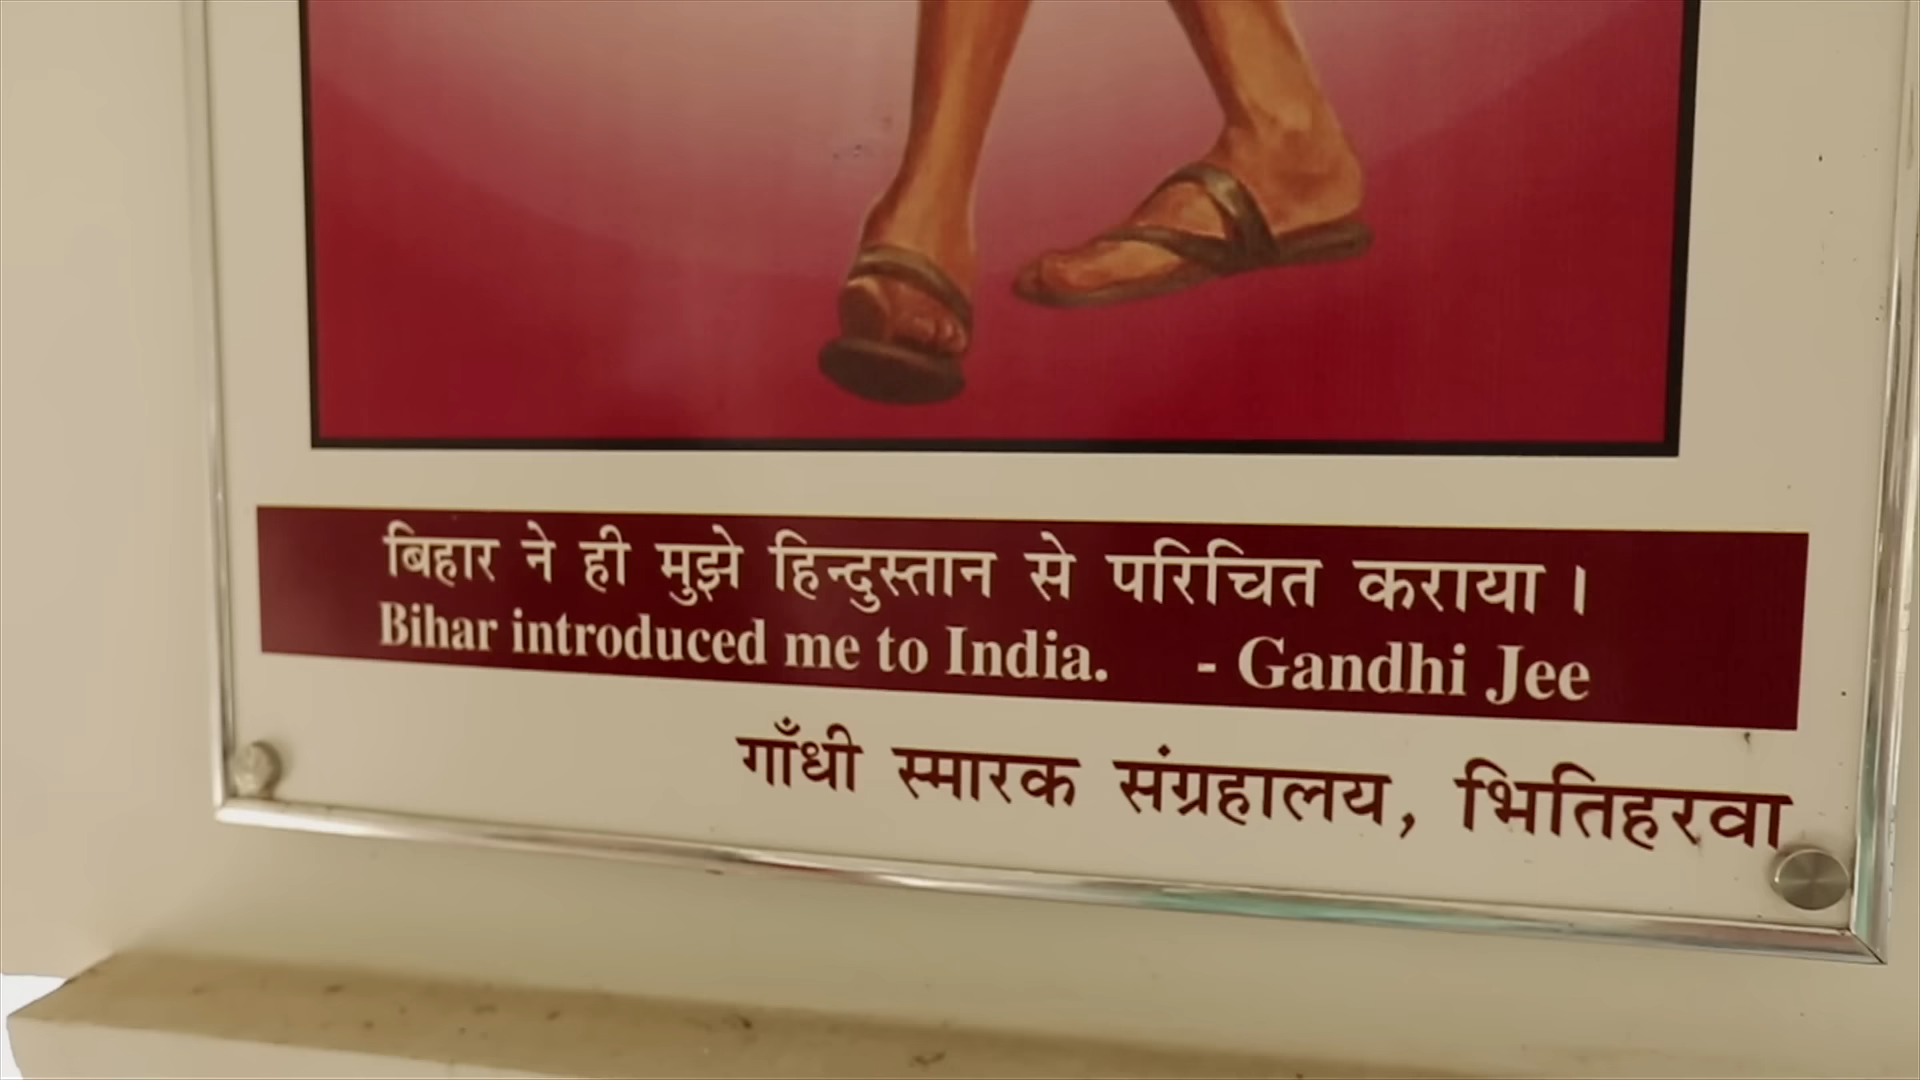 बिहार ने ही मुझे हिन्दुस्तान से परिचित कराया।
Bihar introduced me to India. - Gandhi Jee
गाँधी स्मारक संग्रहालय, भितिहरवा